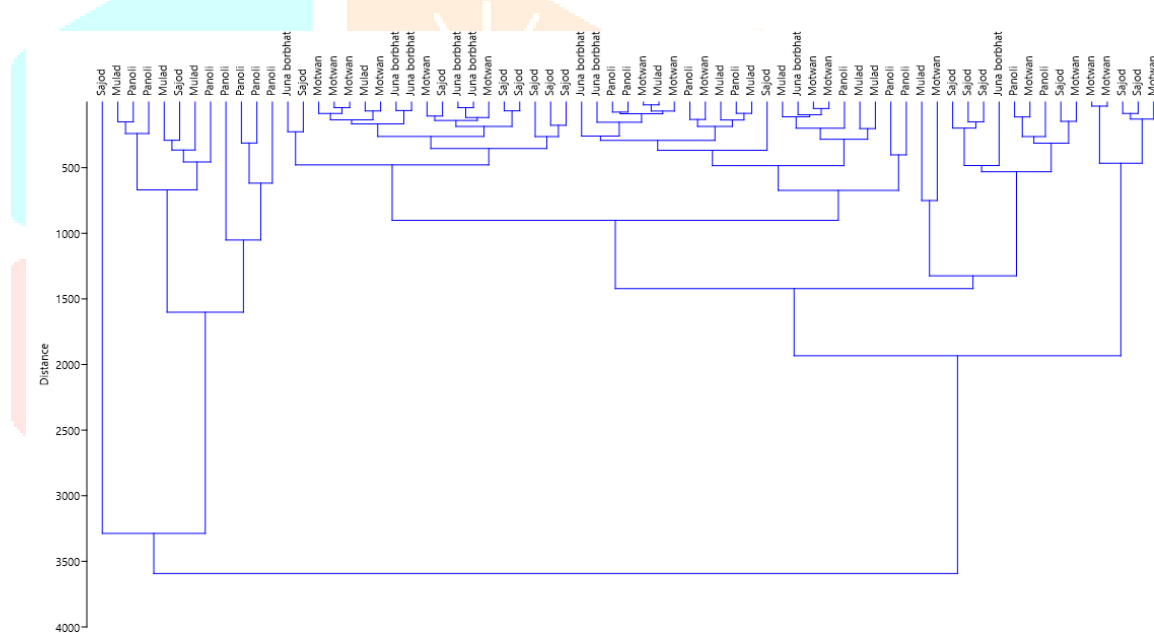 Sajod
Mulad
Panoli
Panoli
Mulad
Sajod
Mulad
Panoli
Panoli
Panoli
Panoli
Panoli
Juna borbhat
Sajod
Motwan
Motwan
Motwan
Mulad
Motwan
Juna borbhat
Juna borbhat
Motwan
Sajod
Juna borbhat
Juna borbhat
Motwan
Sajod
Sajod
Sajod
Sajod
Sajod
Juna borbhat
Juna borbhat
Panoli
Panoli
Motwan
Mulad
Motwan
Panoli
Motwan
Mulad
Panoli
Mulad
Sajod
Mulad
Juna borbhat
Motwan
Motwan
Panoli
Mulad
Mulad
Panoli
Panoli
Mulad
Motwan
Sajod
Sajod
Sajod
Juna borbhat
Panoli
Motwan
Panoli
Sajod
Motwan
Motwan
Motwan
Sajod
Sajod
Motwan
500
1000
1500
2000
Distance
2500
3000
3500
4000